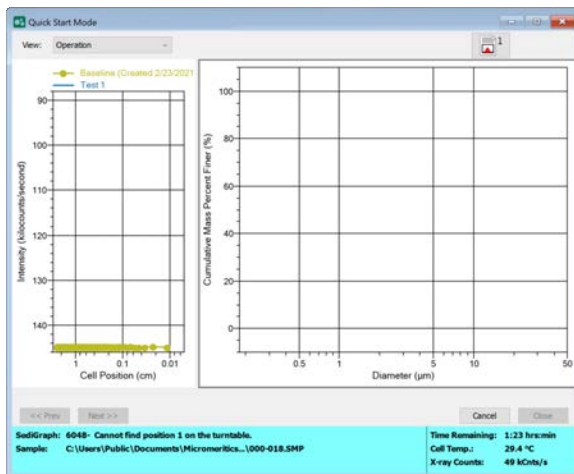 Quick Start Mode
View: Operation
1
Baseline (Created 2/23/2021
Test 1
Intensity (kilocounts/second)
90
100
110
120
130
140
1 0.1 0.01
Cell Position (cm)
Cumulative Mass Percent Finer (%)
100
80
60
40
20
0
0.5 1 5 10 50
Diameter (µm)
<< Prev Next >> Cancel Close
SediGraph: 6048- Cannot find position 1 on the turntable. Time Remaining: 1:23 hrs:min
Sample: C:\Users\Public\Documents\Micromeritics...\000-018.SMP Cell Temp.: 29.4 °C
X-ray Counts: 49 kCnts/s